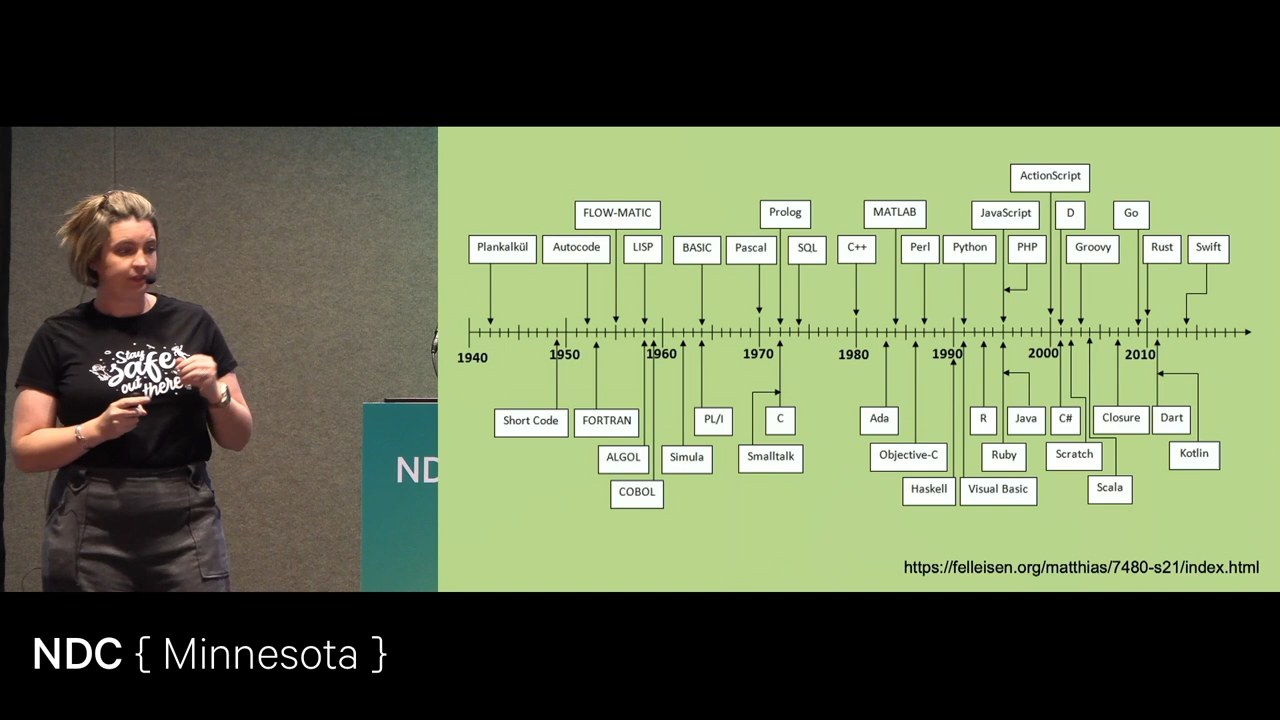 Stay
safe
out there
ND
ActionScript
FLOW-MATIC
Prolog
MATLAB
JavaScript
D
Go
Plankalkül
Autocode
LISP
BASIC
Pascal
SQL
C++
Perl
Python
PHP
Groovy
Rust
Swift
1940
1950
1960
1970
1980
1990
2000
2010
Short Code
FORTRAN
PL/I
C
Ada
R
Java
C#
Closure
Dart
ALGOL
Simula
Smalltalk
Objective-C
Ruby
Scratch
Kotlin
COBOL
Haskell
Visual Basic
Scala
https://felleisen.org/matthias/7480-s21/index.html
NDC { Minnesota }